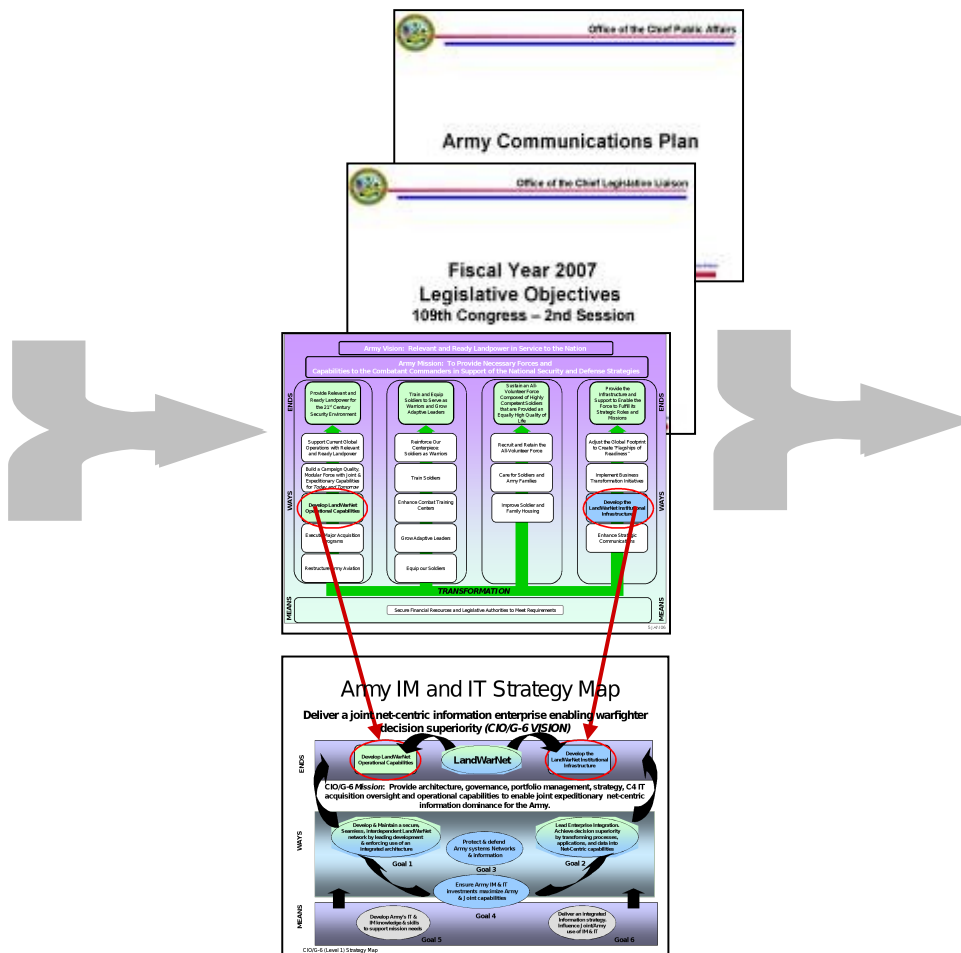 Office of the Chief Public Affairs
Army Communications Plan
Office of the Chief Legislative Liaison
Fiscal Year 2007
Legislative Objectives
109th Congress – 2nd Session
Army Vision: Relevant and Ready Landpower in Service to the Nation
Army Mission: To Provide Necessary Forces and
Capabilities to the Combatant Commanders in Support of the National Security and Defense Strategies
ENDS
Provide Relevant and
Ready Landpower for
the 21st Century
Security Environment
Train and Equip
Soldiers to Serve as
Warriors and Grow
Adaptive Leaders
Sustain an All-
Volunteer Force
Composed of Highly
Competent Soldiers
that are Provided an
Equally High Quality of
Life
Provide the
Infrastructure and
Support to Enable the
Force to Fulfill its
Strategic Roles and
Missions
ENDS
WAYS
Support Current Global
Operations with Relevant
and Ready Landpower
Build a Campaign Quality,
Modular Force with Joint &
Expeditionary Capabilities
for Today and Tomorrow
Develop LandWarNet
Operational Capabilities
Execute Major Acquisition
Programs
Restructure Army Aviation
Reinforce Our
Centerpiece:
Soldiers as Warriors
Train Soldiers
Enhance Combat Training
Centers
Grow Adaptive Leaders
Equip our Soldiers
Recruit and Retain the
All-Volunteer Force
Care for Soldiers and
Army Families
Improve Soldier and
Family Housing
Adjust the Global Footprint
to Create "Flagships of
Readiness"
Implement Business
Transformation Initiatives
Develop the
LandWarNet Institutional
Infrastructure
Enhance Strategic
Communications
WAYS
TRANSFORMATION
MEANS
Secure Financial Resources and Legislative Authorities to Meet Requirements
MEANS
Army IM and IT Strategy Map
Deliver a joint net-centric information enterprise enabling warfighter
decision superiority (CIO/G-6 VISION)
ENDS
Develop LandWarNet
Operational Capabilities
LandWarNet
Develop the
LandWarNet Institutional
Infrastructure
CIO/G-6 Mission: Provide architecture, governance, portfolio management, strategy, C4 IT
acquisition oversight and operational capabilities to enable joint expeditionary net-centric
information dominance for the Army.
WAYS
Develop & Maintain a secure,
Seamless, interdependent LandWarNet
network by leading development
& enforcing use of an
integrated architecture
Goal 1
Protect & defend
Army systems Networks
& information
Goal 3
Lead Enterprise Integration.
Achieve decision superiority
by transforming processes,
applications, and data into
Net-Centric capabilities
Goal 2
Ensure Army IM & IT
investments maximize Army
& Joint capabilities
Goal 4
MEANS
Develop Army's IT &
IM knowledge & skills
to support mission needs
Goal 5
Deliver an integrated
Information strategy.
Influence Joint/Army
use of IM & IT
Goal 6
CIO/G-6 (Level 1) Strategy Map